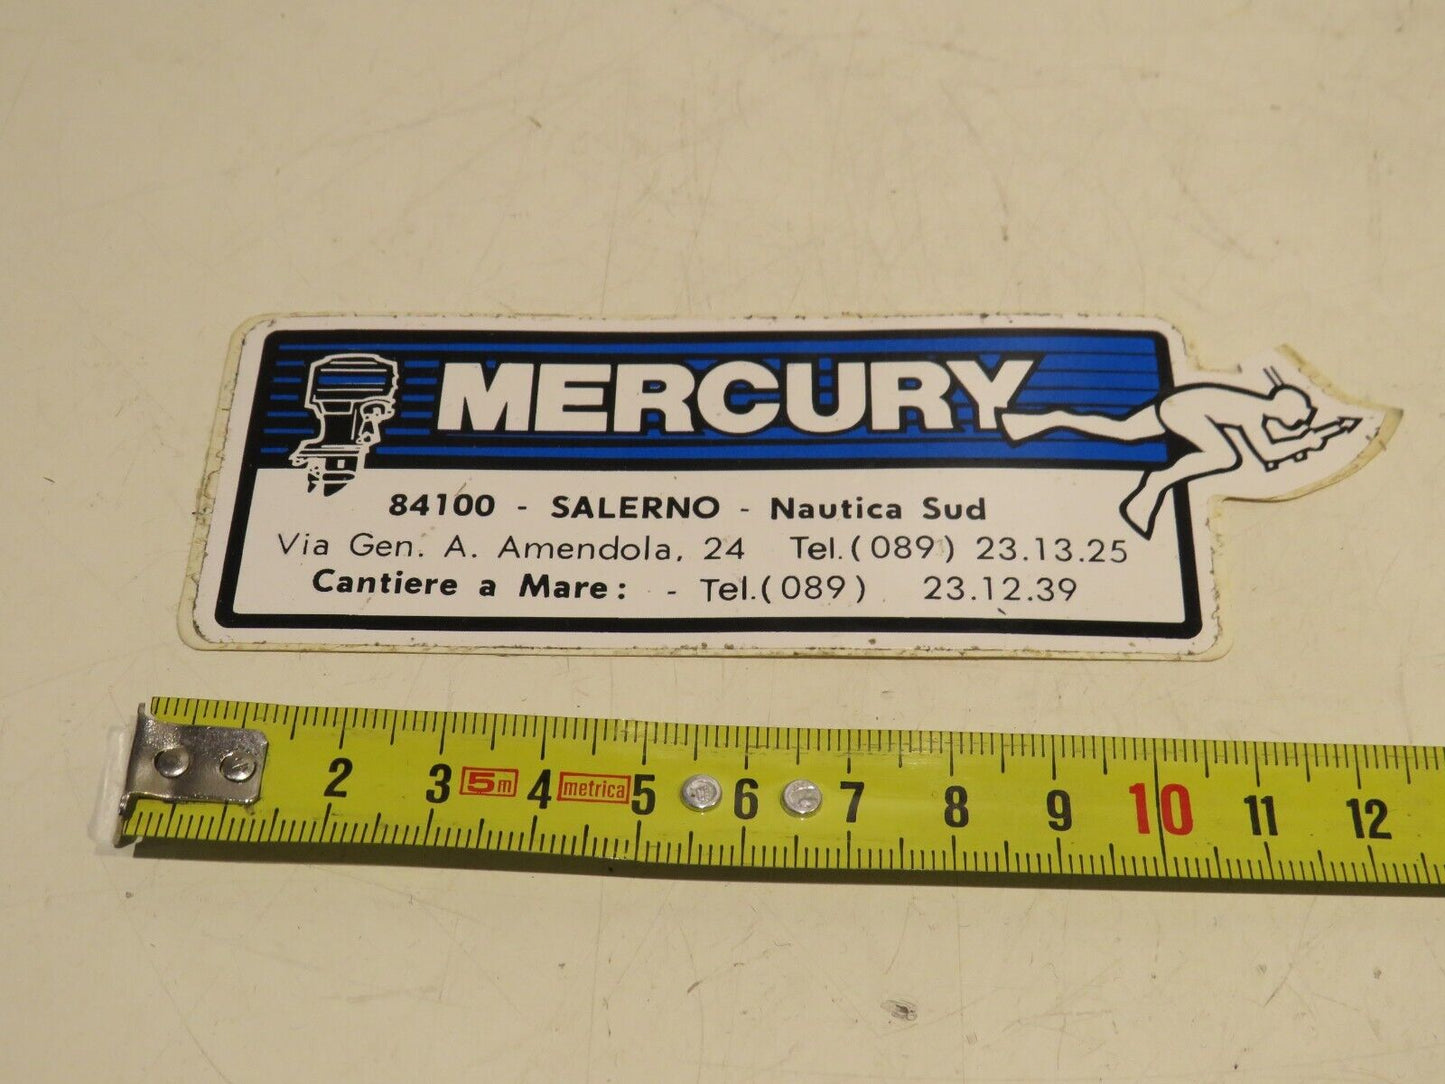 MERCURY
84100 - SALERNO - Nautica Sud
Via Gen. A. Amendola, 24 Tel. (089) 23.13.25
Cantiere a Mare: - Tel. (089) 23.12.39
2 3 5m 4 metrica 5 6 7 8 9 10 11 12